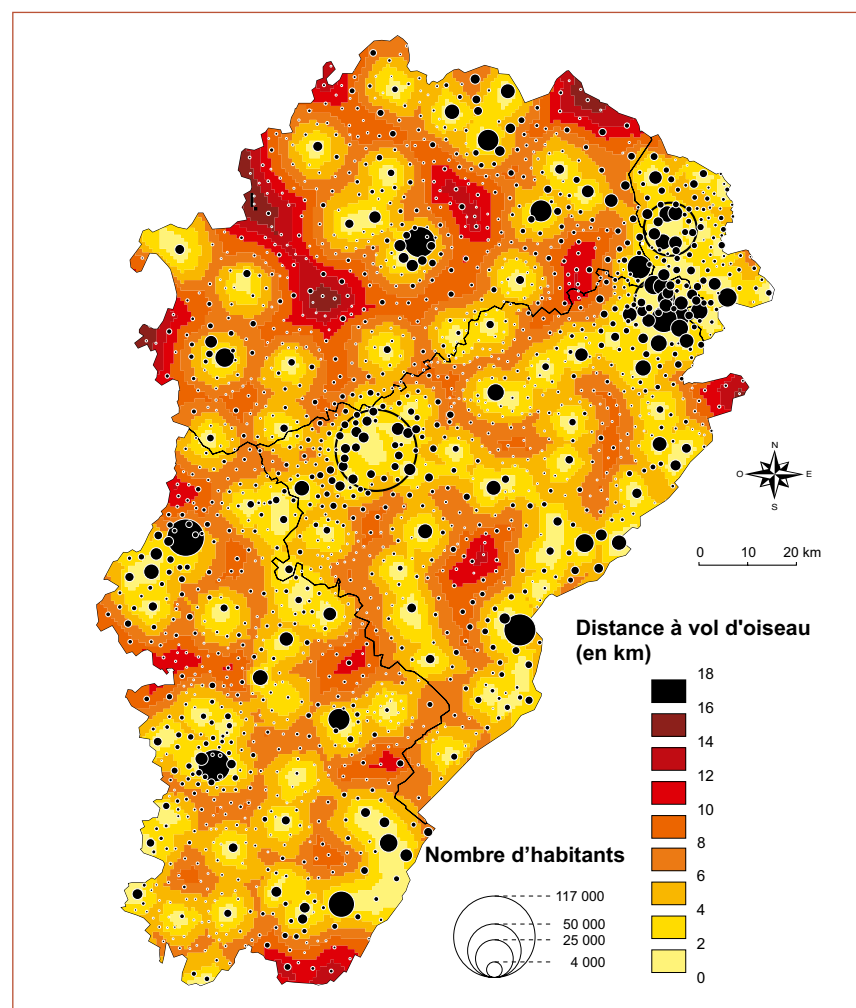 N
O E
S
0 10 20 km
Distance à vol d'oiseau
(en km)
18
16
14
12
10
8
6
4
2
0
Nombre d’habitants
117 000
50 000
25 000
4 000